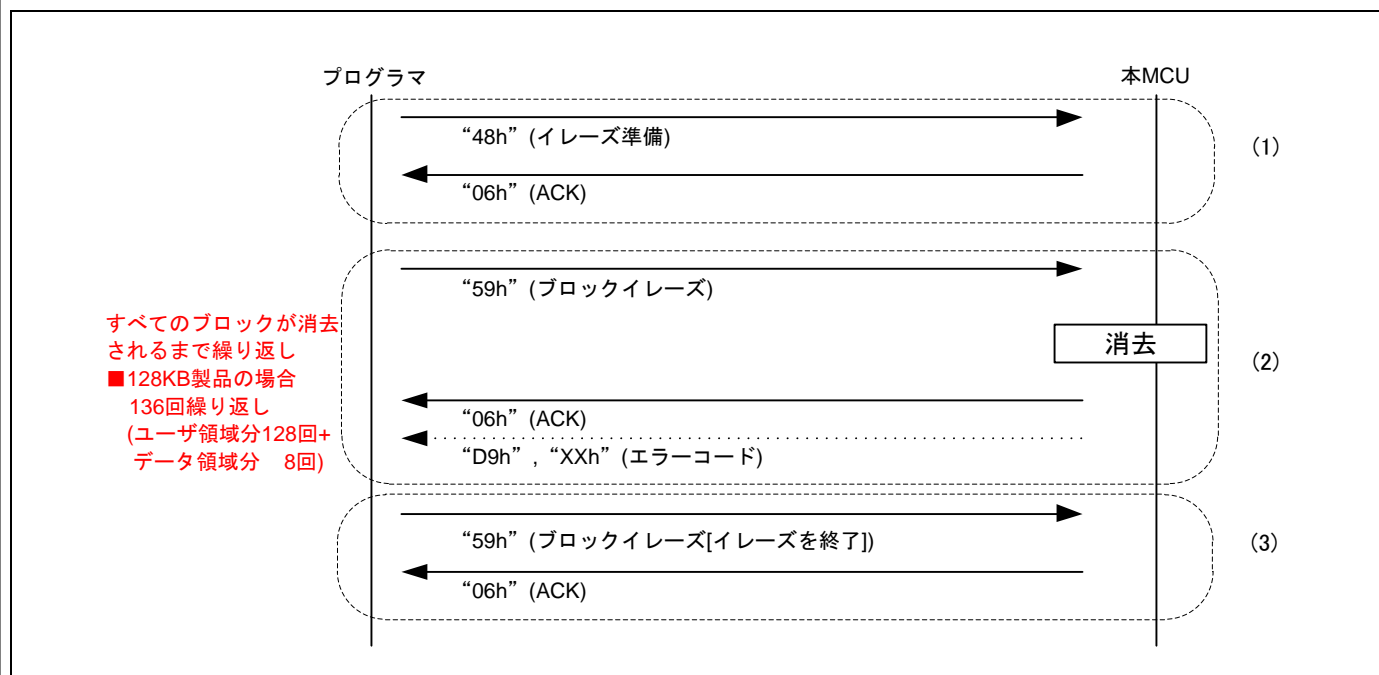 プログラマ
本MCU
“48h” (イレーズ準備)
(1)
“06h” (ACK)
“59h” (ブロックイレーズ)
すべてのブロックが消去
されるまで繰り返し
■128KB製品の場合
136回繰り返し
(ユーザ領域分128回+
データ領域分 8回)
消去
(2)
“06h” (ACK)
“D9h” , “XXh” (エラーコード)
“59h” (ブロックイレーズ[イレーズを終了])
(3)
“06h” (ACK)